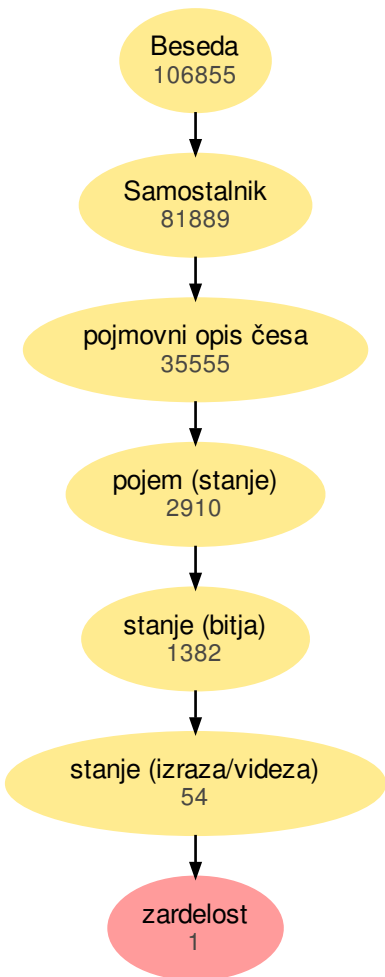 Beseda
106855
Samostalnik
81889
pojmovni opis česa
35555
pojem (stanje)
2910
stanje (bitja)
1382
stanje (izraza/videza)
54
zardelost
1